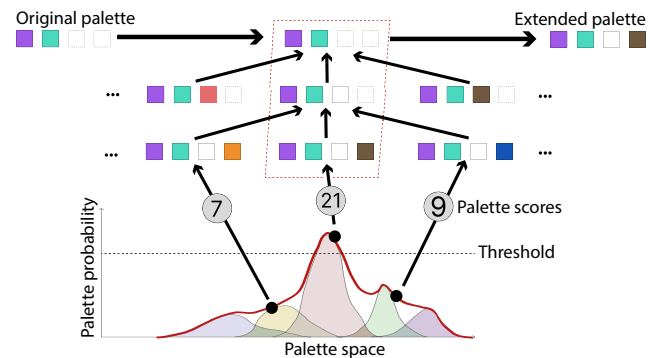 Original palette
Extended palette
...
...
...
...
7
21
9
Palette scores
Threshold
Palette probability
Palette space